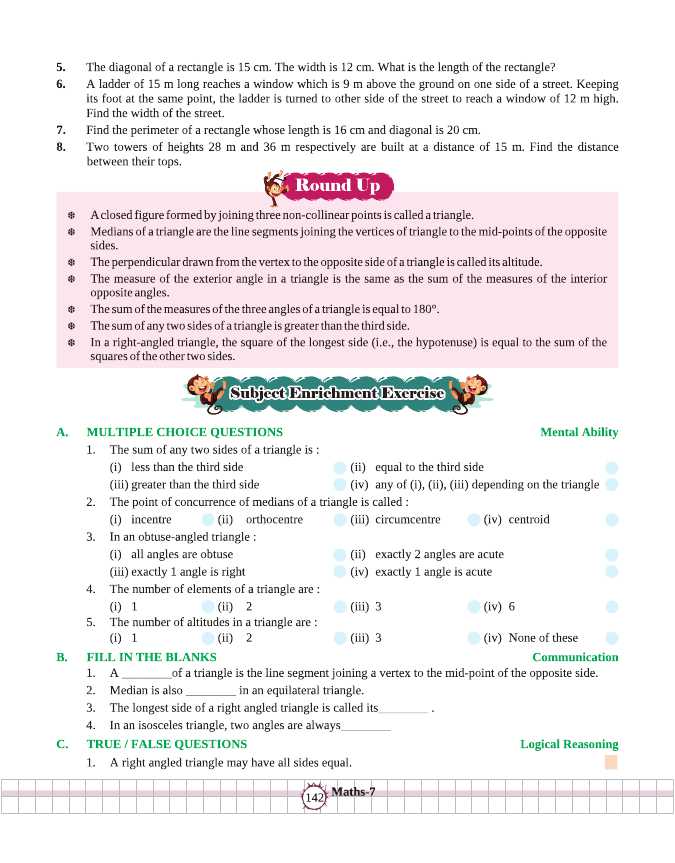 5. The diagonal of a rectangle is 15 cm. The width is 12 cm. What is the length of the rectangle?
6. A ladder of 15 m long reaches a window which is 9 m above the ground on one side of a street. Keeping
its foot at the same point, the ladder is turned to other side of the street to reach a window of 12 m high.
Find the width of the street.
7. Find the perimeter of a rectangle whose length is 16 cm and diagonal is 20 cm.
8. Two towers of heights 28 m and 36 m respectively are built at a distance of 15 m. Find the distance
between their tops.
Round Up
❄ A closed figure formed by joining three non-collinear points is called a triangle.
❄ Medians of a triangle are the line segments joining the vertices of triangle to the mid-points of the opposite
sides.
❄ The perpendicular drawn from the vertex to the opposite side of a triangle is called its altitude.
❄ The measure of the exterior angle in a triangle is the same as the sum of the measures of the interior
opposite angles.
❄ The sum of the measures of the three angles of a triangle is equal to 180°.
❄ The sum of any two sides of a triangle is greater than the third side.
❄ In a right-angled triangle, the square of the longest side (i.e., the hypotenuse) is equal to the sum of the
squares of the other two sides.
Subject Enrichment Exercise
A. MULTIPLE CHOICE QUESTIONS Mental Ability
1. The sum of any two sides of a triangle is :
(i) less than the third side (ii) equal to the third side
(iii) greater than the third side (iv) any of (i), (ii), (iii) depending on the triangle
2. The point of concurrence of medians of a triangle is called :
(i) incentre (ii) orthocentre (iii) circumcentre (iv) centroid
3. In an obtuse-angled triangle :
(i) all angles are obtuse (ii) exactly 2 angles are acute
(iii) exactly 1 angle is right (iv) exactly 1 angle is acute
4. The number of elements of a triangle are :
(i) 1 (ii) 2 (iii) 3 (iv) 6
5. The number of altitudes in a triangle are :
(i) 1 (ii) 2 (iii) 3 (iv) None of these
B. FILL IN THE BLANKS Communication
1. A ________of a triangle is the line segment joining a vertex to the mid-point of the opposite side.
2. Median is also ________ in an equilateral triangle.
3. The longest side of a right angled triangle is called its________ .
4. In an isosceles triangle, two angles are always________
C. TRUE / FALSE QUESTIONS Logical Reasoning
1. A right angled triangle may have all sides equal.
142 Maths-7